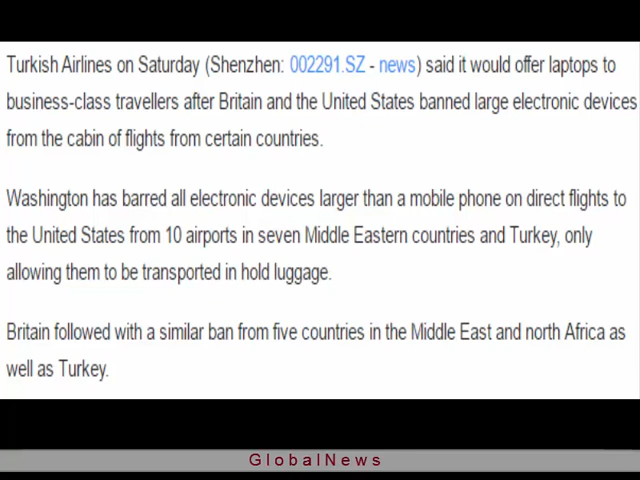 Turkish Airlines on Saturday (Shenzhen: 002291.SZ - news) said it would offer laptops to
business-class travellers after Britain and the United States banned large electronic devices
from the cabin of flights from certain countries.
Washington has barred all electronic devices larger than a mobile phone on direct flights to
the United States from 10 airports in seven Middle Eastern countries and Turkey, only
allowing them to be transported in hold luggage.
Britain followed with a similar ban from five countries in the Middle East and north Africa as
well as Turkey.
GlobalNews